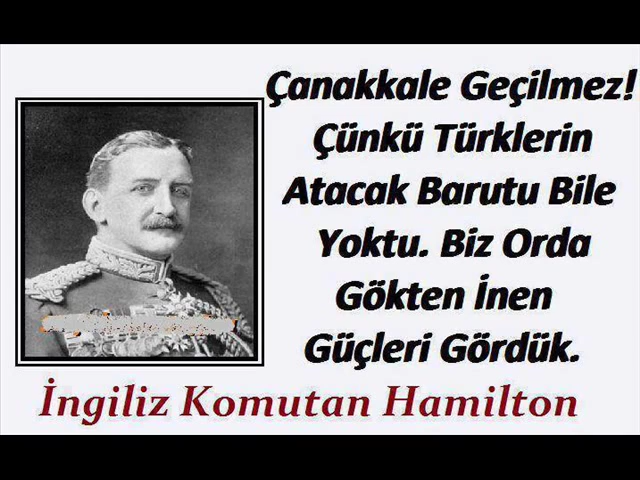 Çanakkale Geçilmez!
Çünkü Türklerin
Atacak Barutu Bile
Yoktu. Biz Orda
Gökten İnen
Güçleri Gördük.
İngiliz Komutan Hamilton